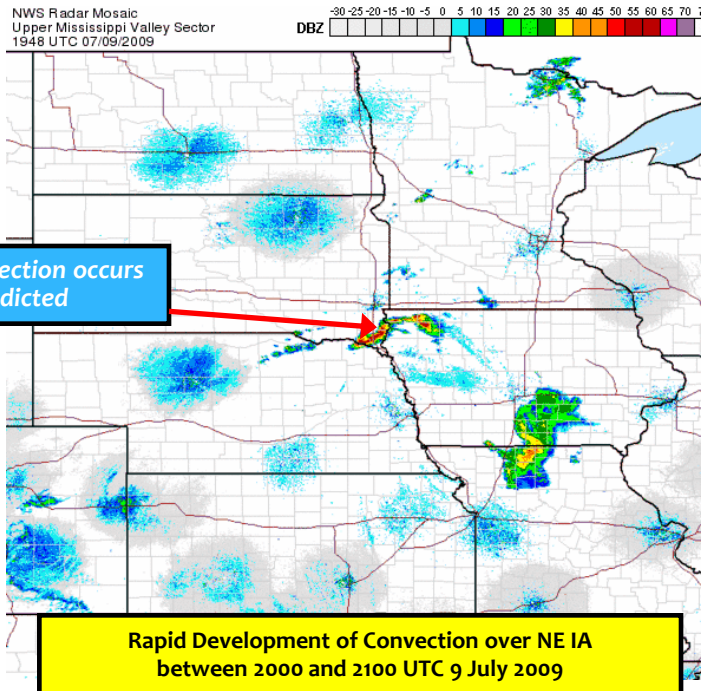 NWS Radar Mosaic
Upper Mississippi Valley Sector
1948 UTC 07/09/2009
DBZ
-30 -25 -20 -15 -10 -5 0 5 10 15 20 25 30 35 40 45 50 55 60 65 70
ection occurs
dicted
Rapid Development of Convection over NE IA
between 2000 and 2100 UTC 9 July 2009